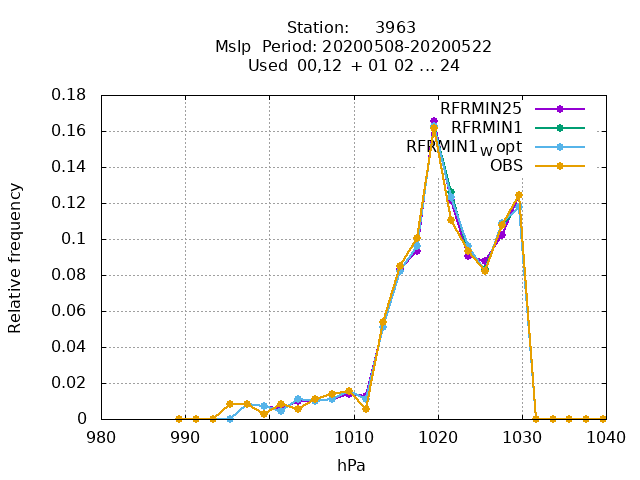 Station: 3963
Mslp Period: 20200508-20200522
Used 00,12 + 01 02 ... 24
0.18
0.16
0.14
0.12
0.1
0.08
0.06
0.04
0.02
0
Relative frequency
RFRMIN25
RFRMIN1
RFRMIN1w opt
OBS
980 990 1000 1010 1020 1030 1040
hPa